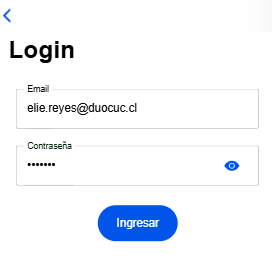 Login
Email
elie.reyes@duocuc.cl
Contraseña
•••••••
Ingresar